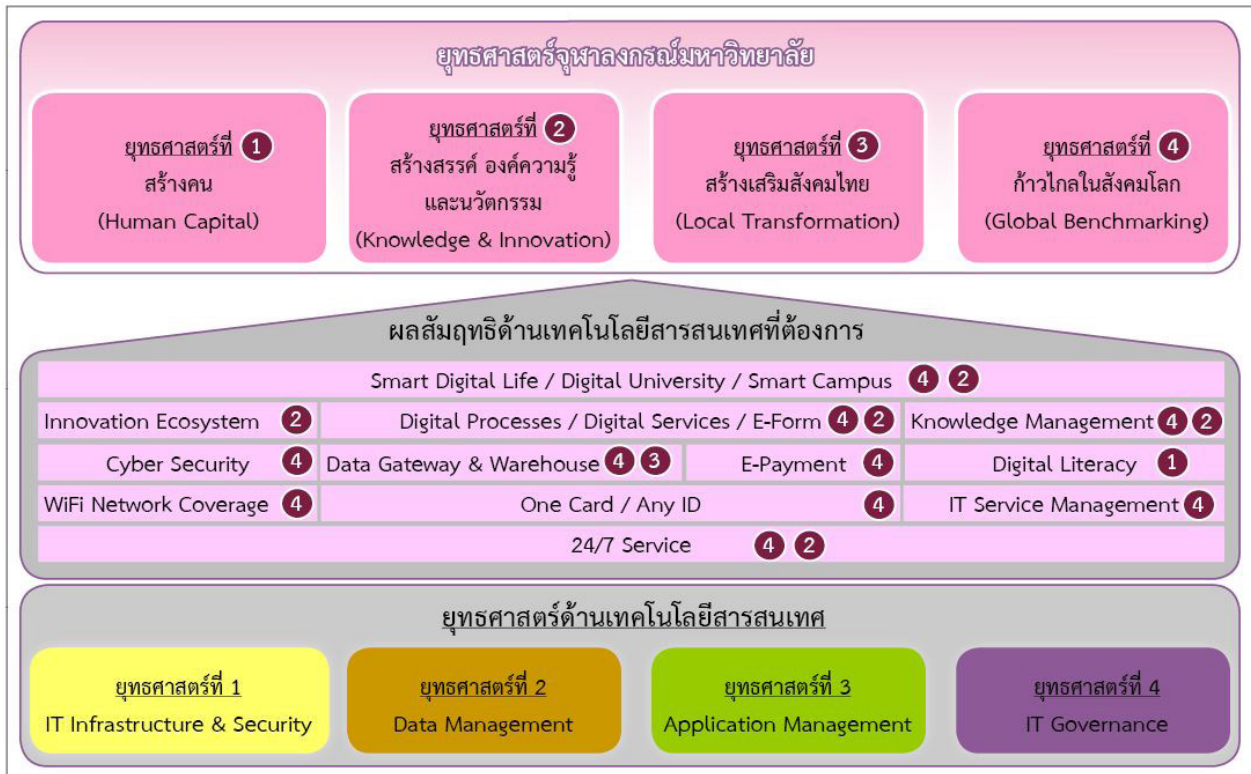 ยุทธศาสตร์จุฬาลงกรณ์มหาวิทยาลัย
ยุทธศาสตร์ที่ 1
สร้างคน
(Human Capital)
ยุทธศาสตร์ที่ 2
สร้างสรรค์ องค์ความรู้
และนวัตกรรม
(Knowledge & Innovation)
ยุทธศาสตร์ที่ 3
สร้างเสริมสังคมไทย
(Local Transformation)
ยุทธศาสตร์ที่ 4
ก้าวไกลในสังคมโลก
(Global Benchmarking)
ผลสัมฤทธิ์ด้านเทคโนโลยีสารสนเทศที่ต้องการ
Smart Digital Life / Digital University / Smart Campus 4 2
Innovation Ecosystem 2
Digital Processes / Digital Services / E-Form 4 2
Knowledge Management 4 2
Cyber Security 4
Data Gateway & Warehouse 4 3
E-Payment 4
Digital Literacy 1
WiFi Network Coverage 4
One Card / Any ID 4
IT Service Management 4
24/7 Service 4 2
ยุทธศาสตร์ด้านเทคโนโลยีสารสนเทศ
ยุทธศาสตร์ที่ 1
IT Infrastructure & Security
ยุทธศาสตร์ที่ 2
Data Management
ยุทธศาสตร์ที่ 3
Application Management
ยุทธศาสตร์ที่ 4
IT Governance